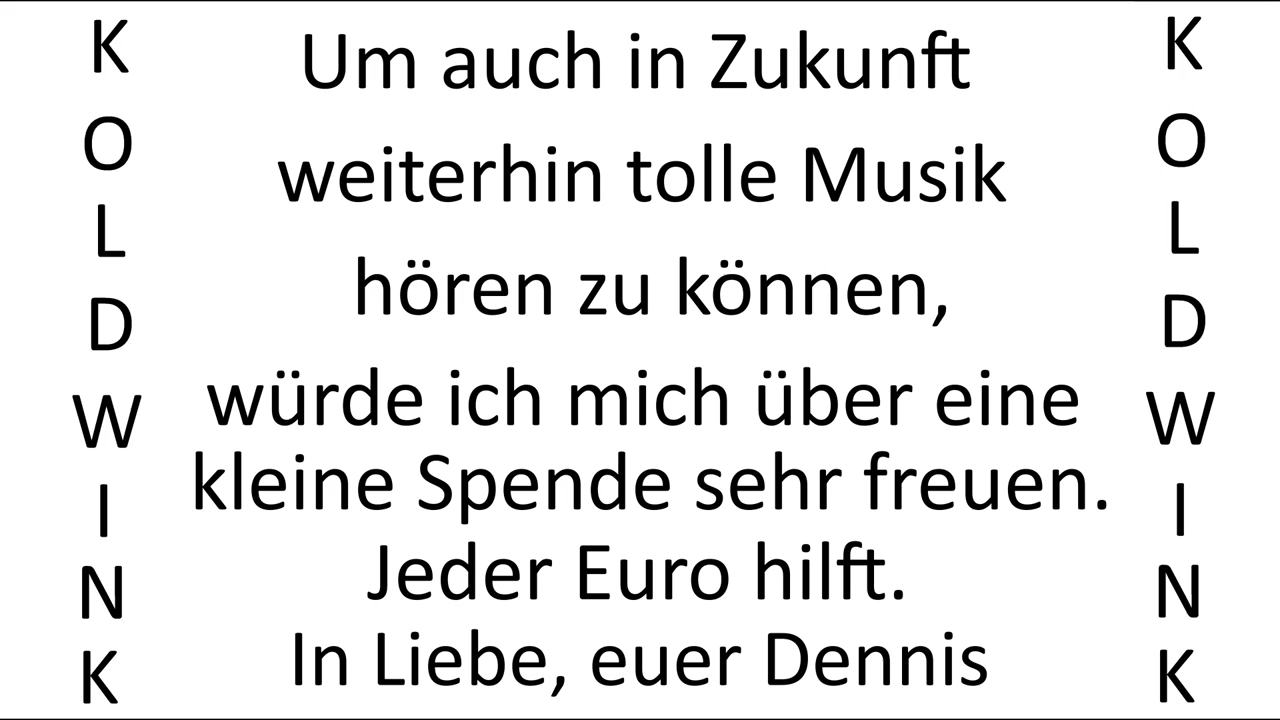 KOLDWINK
Um auch in Zukunft
weiterhin tolle Musik
hören zu können,
würde ich mich über eine
kleine Spende sehr freuen.
Jeder Euro hilft.
In Liebe, euer Dennis
KOLDWINK